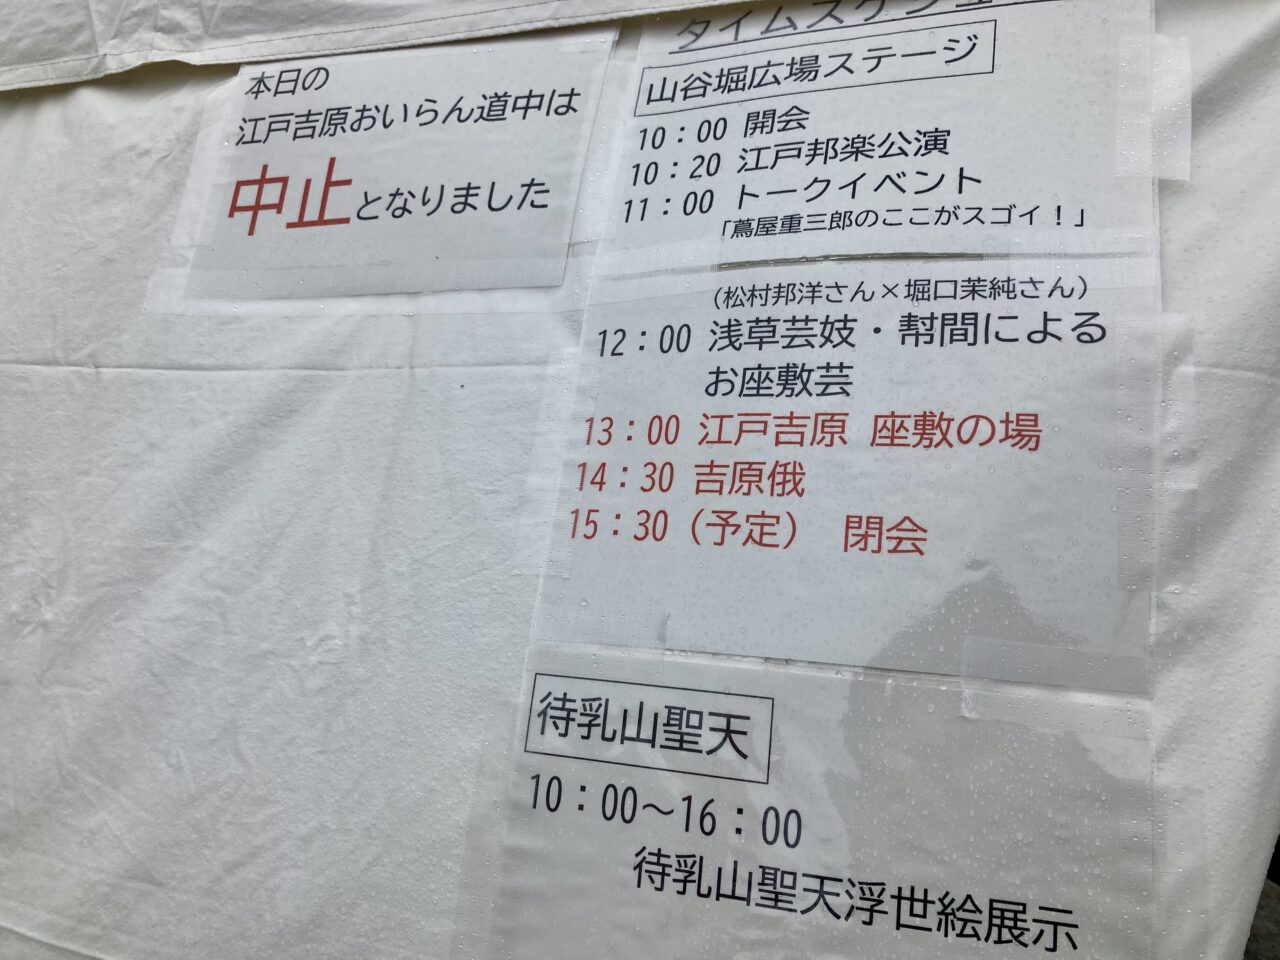 本日の
江戸吉原おいらん道中は
中止となりました
タイムスケジュー
山谷堀広場ステージ
10：00 開会
10：20 江戸邦楽公演
11：00 トークイベント
「蔦屋重三郎のここがスゴイ！」
（松村邦洋さん×堀口茉純さん）
12：00 浅草芸妓・幇間による
お座敷芸
13：00 江戸吉原 座敷の場
14：30 吉原俄
15：30（予定） 閉会
待乳山聖天
10：00～16：00
待乳山聖天浮世絵展示